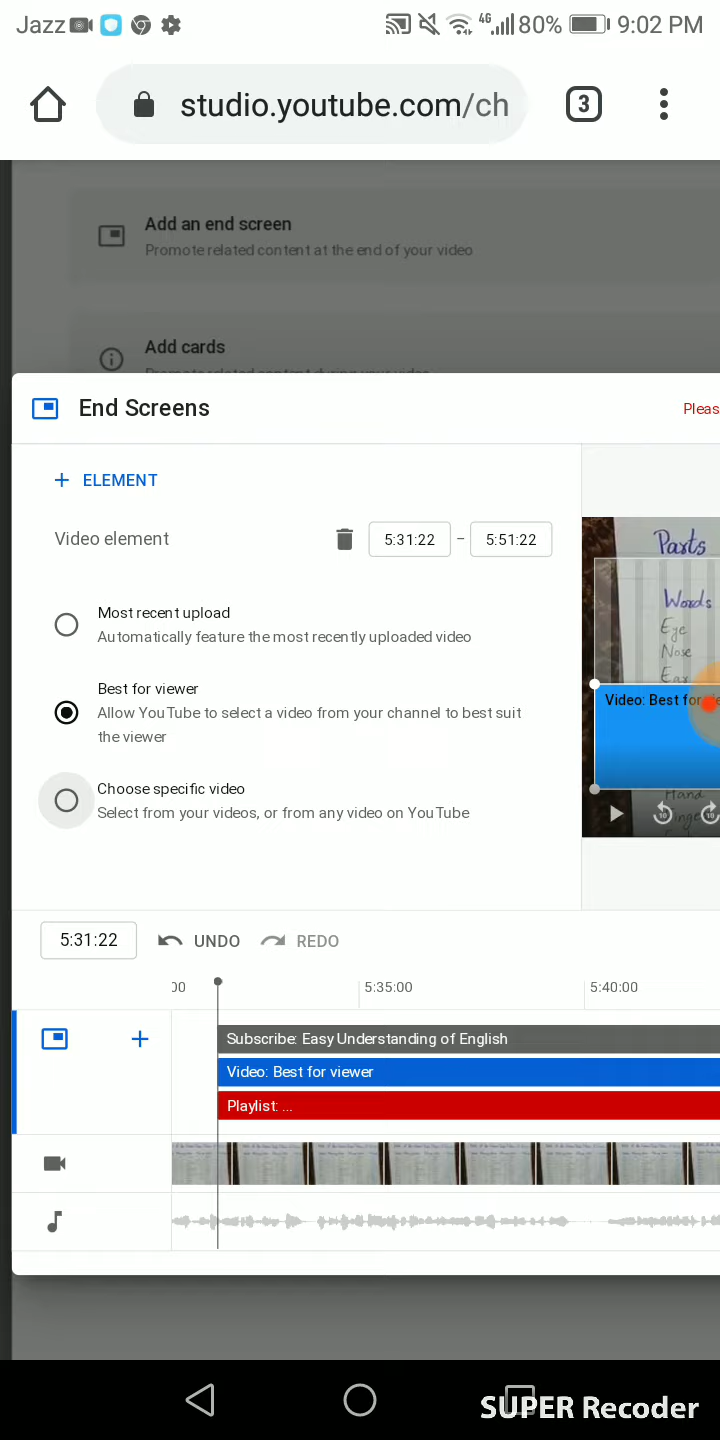 Jazz 4G 80% 9:02 PM
studio.youtube.com/ch
3
Add an end screen
Promote related content at the end of your video
Add cards
End Screens
Pleas
+ ELEMENT
Video element 5:31:22 – 5:51:22
Most recent upload
Automatically feature the most recently uploaded video
Best for viewer
Allow YouTube to select a video from your channel to best suit
the viewer
Choose specific video
Select from your videos, or from any video on YouTube
Parts
Words
Eye
Nose
Ear
Video: Best for
Hand
10 10
5:31:22 UNDO REDO
00 5:35:00 5:40:00
Subscribe: Easy Understanding of English
Video: Best for viewer
Playlist: ...
SUPER Recoder